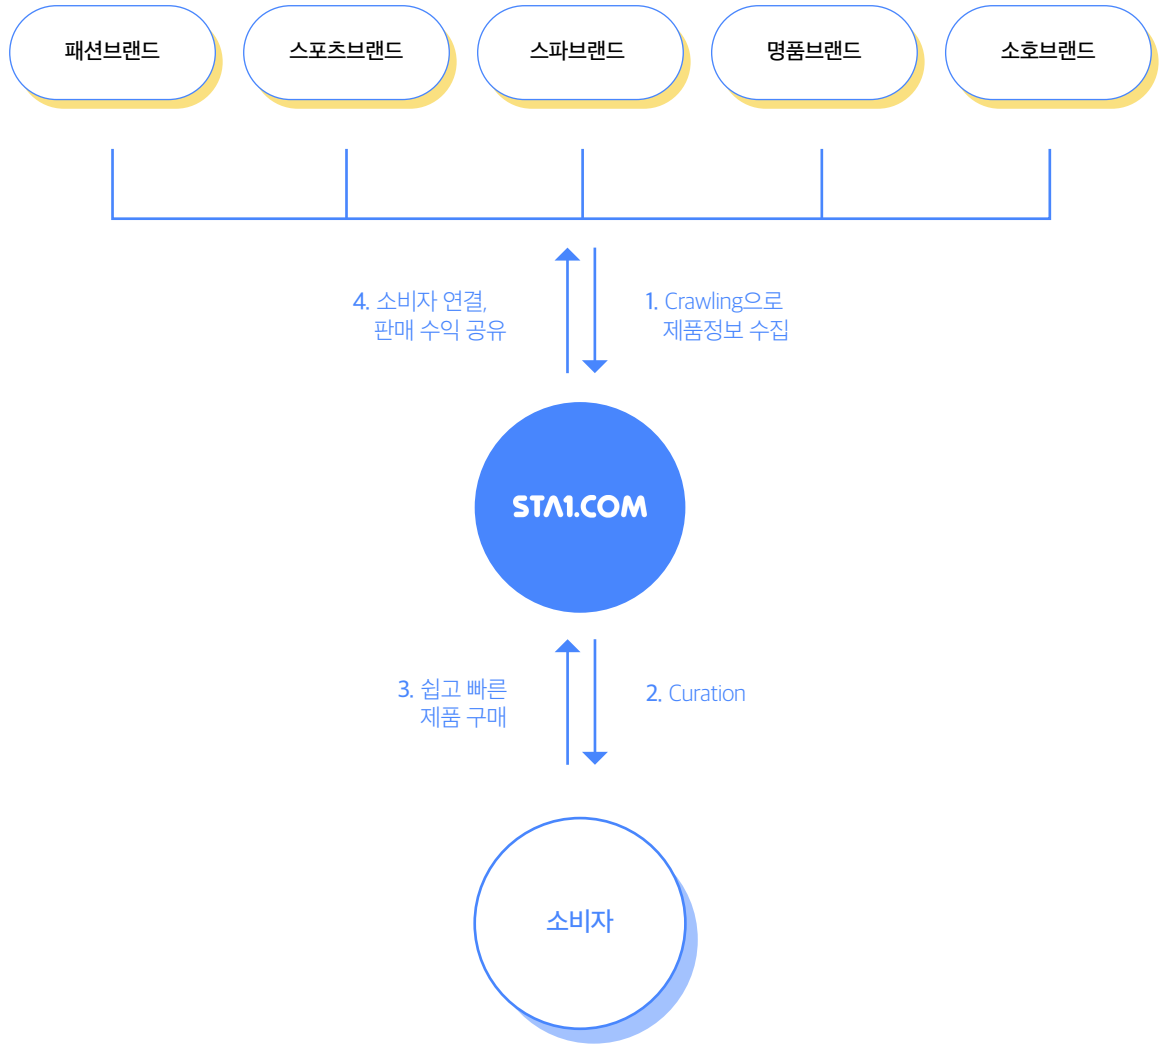 패션브랜드
스포츠브랜드
스파브랜드
명품브랜드
소호브랜드
4. 소비자 연결,
판매 수익 공유
1. Crawling으로
제품정보 수집
STA1.COM
3. 쉽고 빠른
제품 구매
2. Curation
소비자